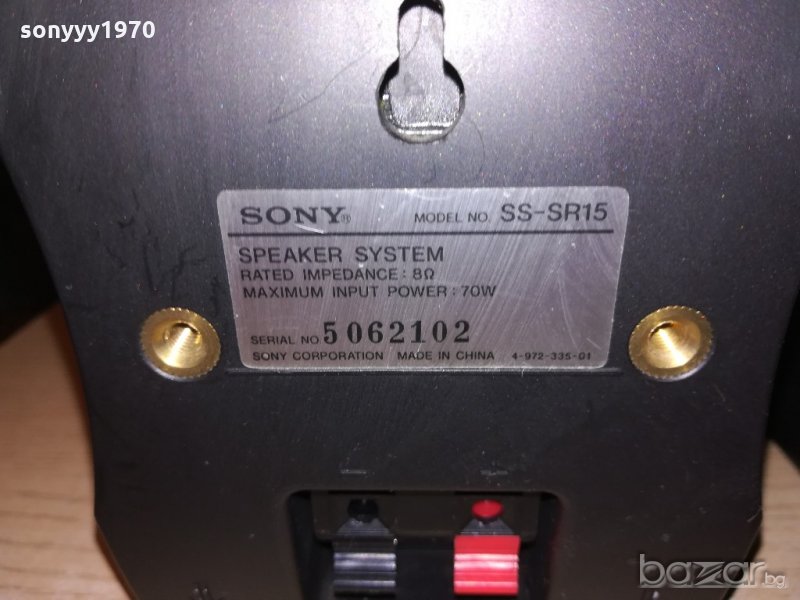 sonyyy1970
SONY® MODEL NO. SS-SR15
SPEAKER SYSTEM
RATED IMPEDANCE : 8Ω
MAXIMUM INPUT POWER : 70W
SERIAL NO. 5062102
SONY CORPORATION MADE IN CHINA 4-972-335-01
bazar.bg